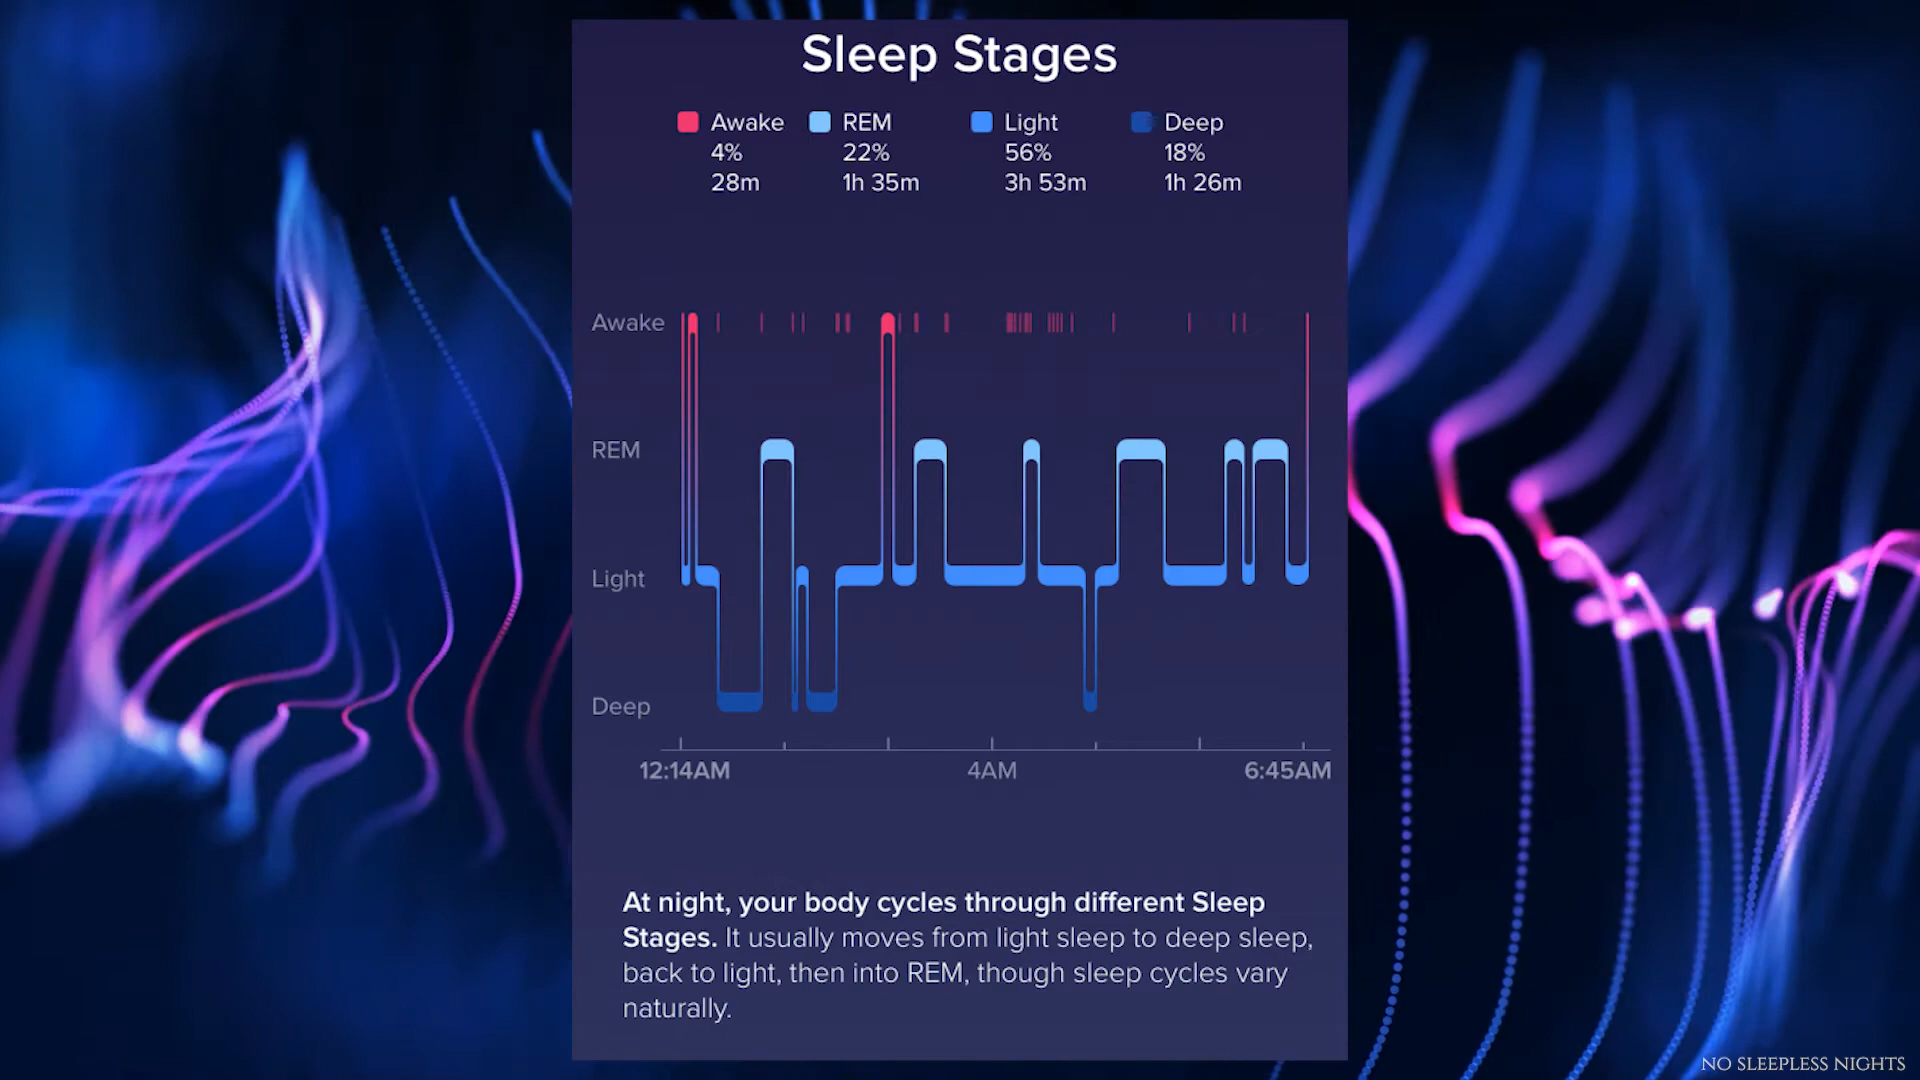 Sleep Stages
Awake REM Light Deep
4% 22% 56% 18%
28m 1h 35m 3h 53m 1h 26m
Awake
REM
Light
Deep
12:14AM 4AM 6:45AM
At night, your body cycles through different Sleep
Stages. It usually moves from light sleep to deep sleep,
back to light, then into REM, though sleep cycles vary
naturally.
NO SLEEPLESS NIGHTS